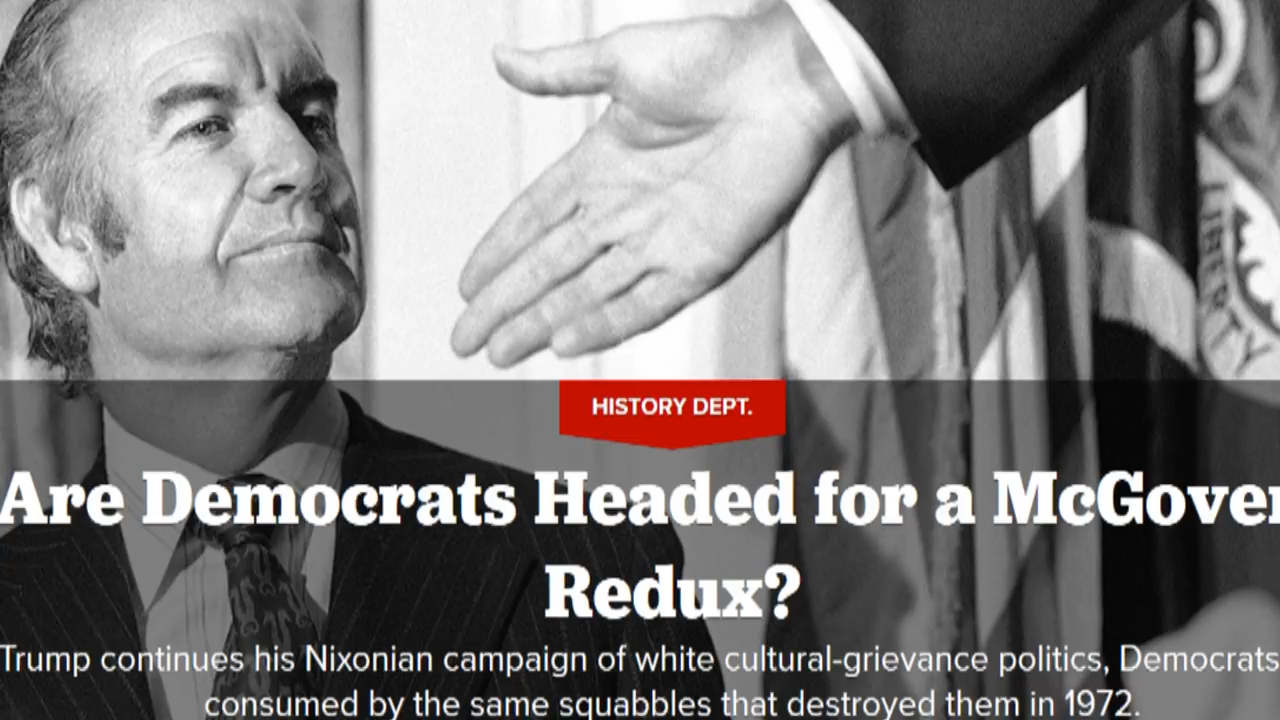 LIBERTY
HISTORY DEPT.
Are Democrats Headed for a McGover
Redux?
Trump continues his Nixonian campaign of white cultural-grievance politics, Democrats
consumed by the same squabbles that destroyed them in 1972.